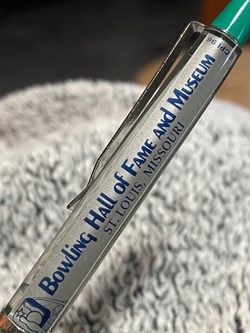 Bowling Hall of Fame and Museum
ST. LOUIS, MISSOURI